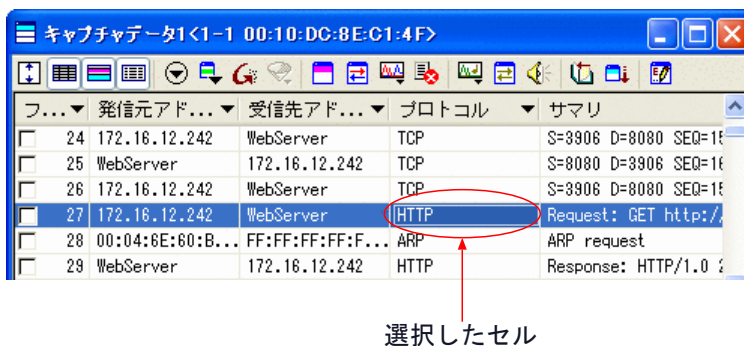 キャプチャデータ1<1-1 00:10:DC:8E:C1:4F>
フ...▼ 発信元アド...▼ 受信先アド...▼ プロトコル ▼ サマリ
24 172.16.12.242 WebServer TCP S=3906 D=8080 SEQ=15
25 WebServer 172.16.12.242 TCP S=8080 D=3906 SEQ=16
26 172.16.12.242 WebServer TCP S=3906 D=8080 SEQ=15
27 172.16.12.242 WebServer HTTP Request: GET http:/
28 00:04:6E:60:B... FF:FF:FF:FF:F... ARP ARP request
29 WebServer 172.16.12.242 HTTP Response: HTTP/1.0
選択したセル